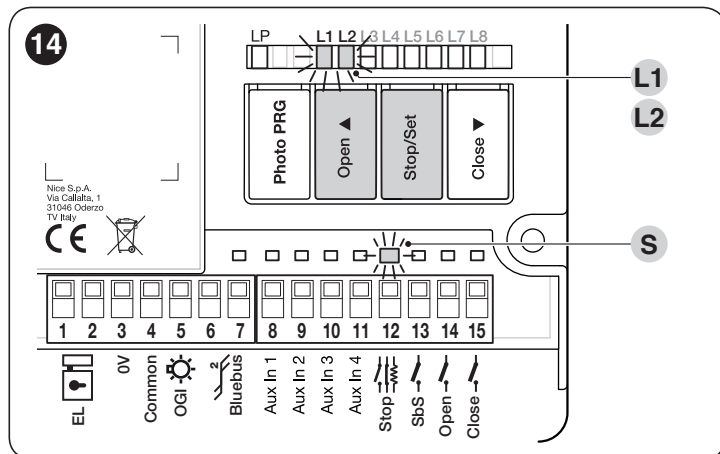 14
LP L1 L2 L3 L4 L5 L6 L7 L8
L1
L2
Photo PRG
Open ▲
Stop/Set
Close ▼
Nice S.p.A.
Via Callalta, 1
31046 Oderzo
TV Italy
CE
S
1 2 3 4 5 6 7 8 9 10 11 12 13 14 15
EL
0V
Common
OGI
2
Bluebus
Aux In 1
Aux In 2
Aux In 3
Aux In 4
Stop
SbS
Open
Close